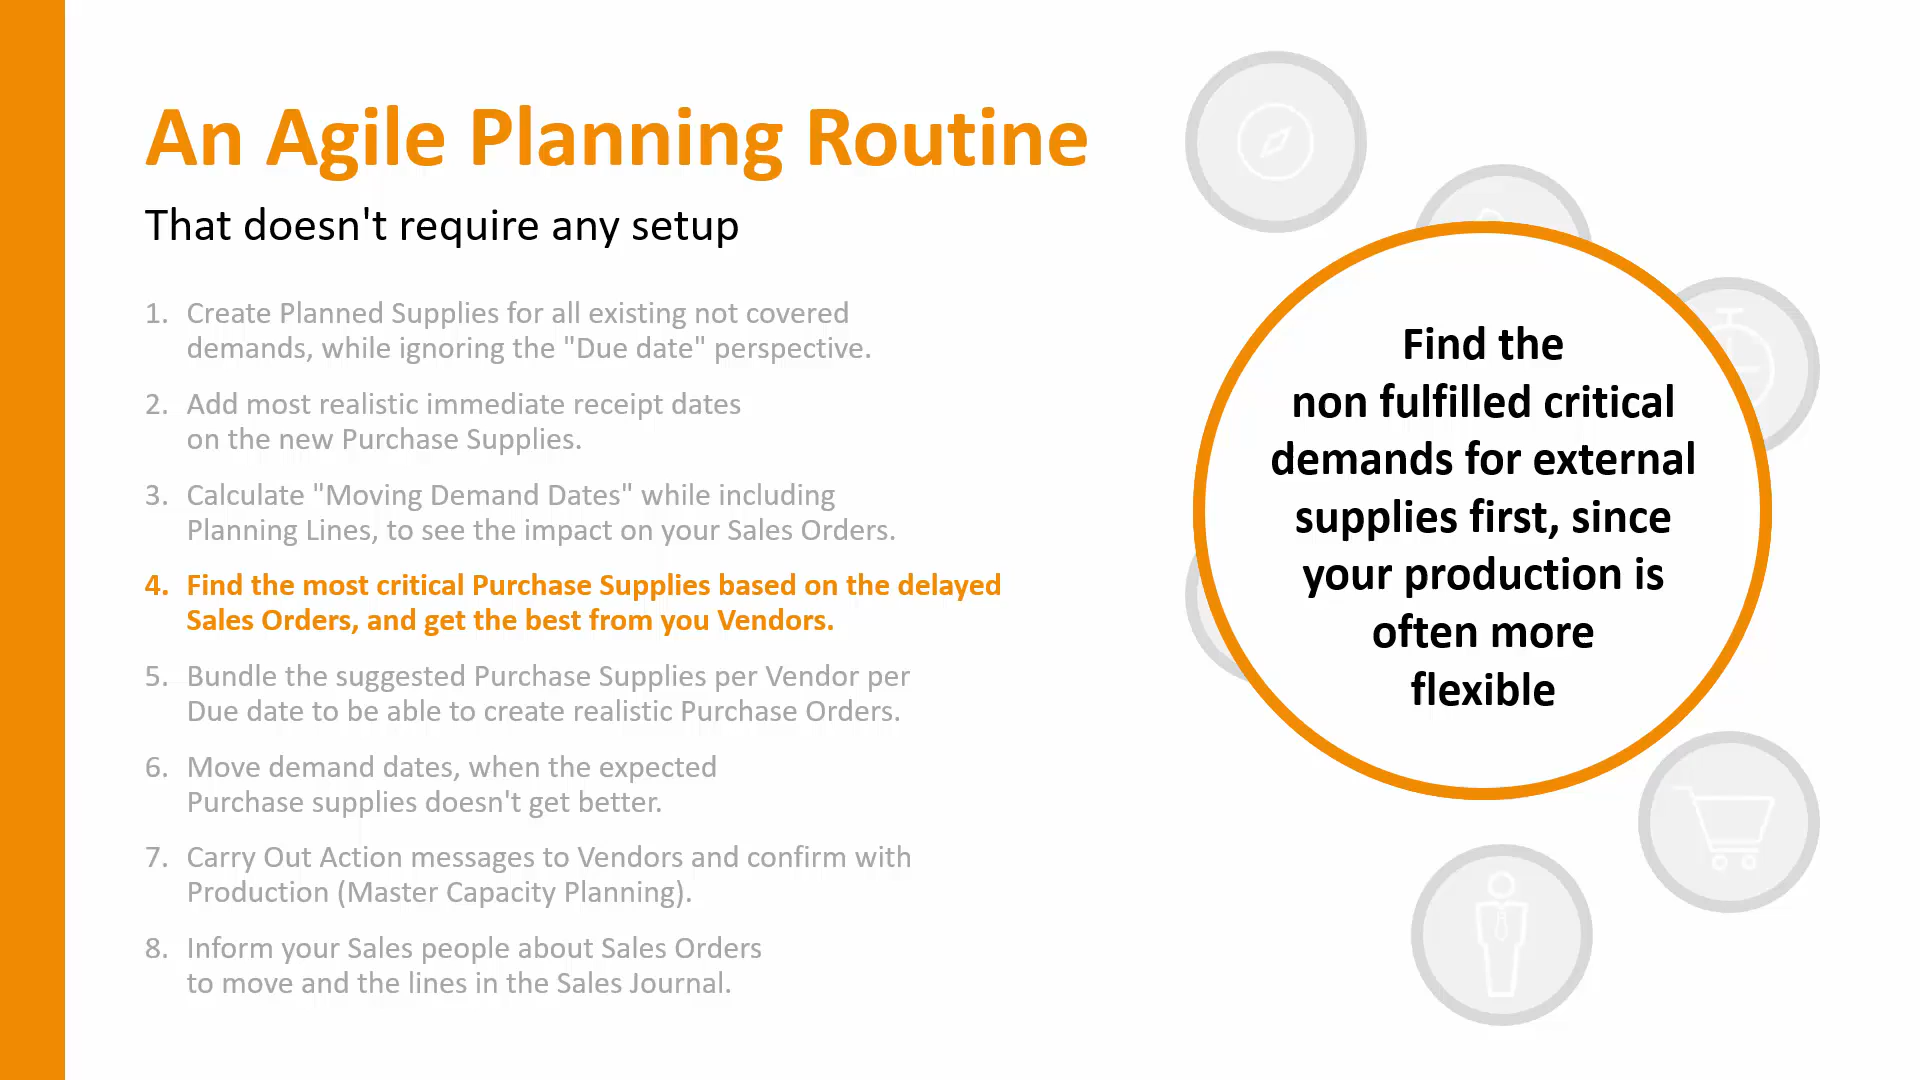 An Agile Planning Routine
That doesn't require any setup
1. Create Planned Supplies for all existing not covered
demands, while ignoring the "Due date" perspective.
2. Add most realistic immediate receipt dates
on the new Purchase Supplies.
3. Calculate "Moving Demand Dates" while including
Planning Lines, to see the impact on your Sales Orders.
4. Find the most critical Purchase Supplies based on the delayed
Sales Orders, and get the best from you Vendors.
5. Bundle the suggested Purchase Supplies per Vendor per
Due date to be able to create realistic Purchase Orders.
6. Move demand dates, when the expected
Purchase supplies doesn't get better.
7. Carry Out Action messages to Vendors and confirm with
Production (Master Capacity Planning).
8. Inform your Sales people about Sales Orders
to move and the lines in the Sales Journal.
Find the
non fulfilled critical
demands for external
supplies first, since
your production is
often more
flexible